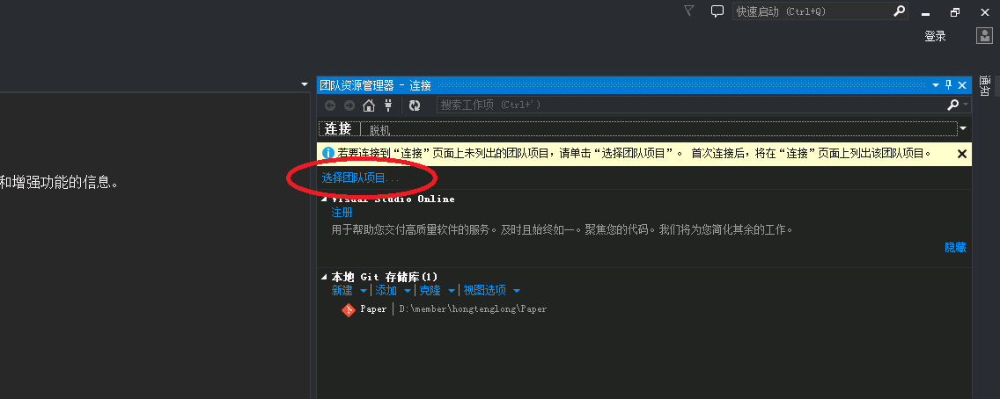 快速启动 (Ctrl+Q)
登录
通知
团队资源管理器 - 连接
搜索工作项 (Ctrl+')
连接 | 脱机
若要连接到“连接”页面上未列出的团队项目，请单击“选择团队项目”。 首次连接后，将在“连接”页面上列出该团队项目。
选择团队项目...
和增强功能的信息。
Visual Studio Online
注册
用于帮助您交付高质量软件的服务。及时且始终如一。聚焦您的代码。我们将为您简化其余的工作。
隐藏
本地 Git 存储库(1)
新建 | 添加 | 克隆 | 视图选项
Paper | D:\member\hongtenglong\Paper